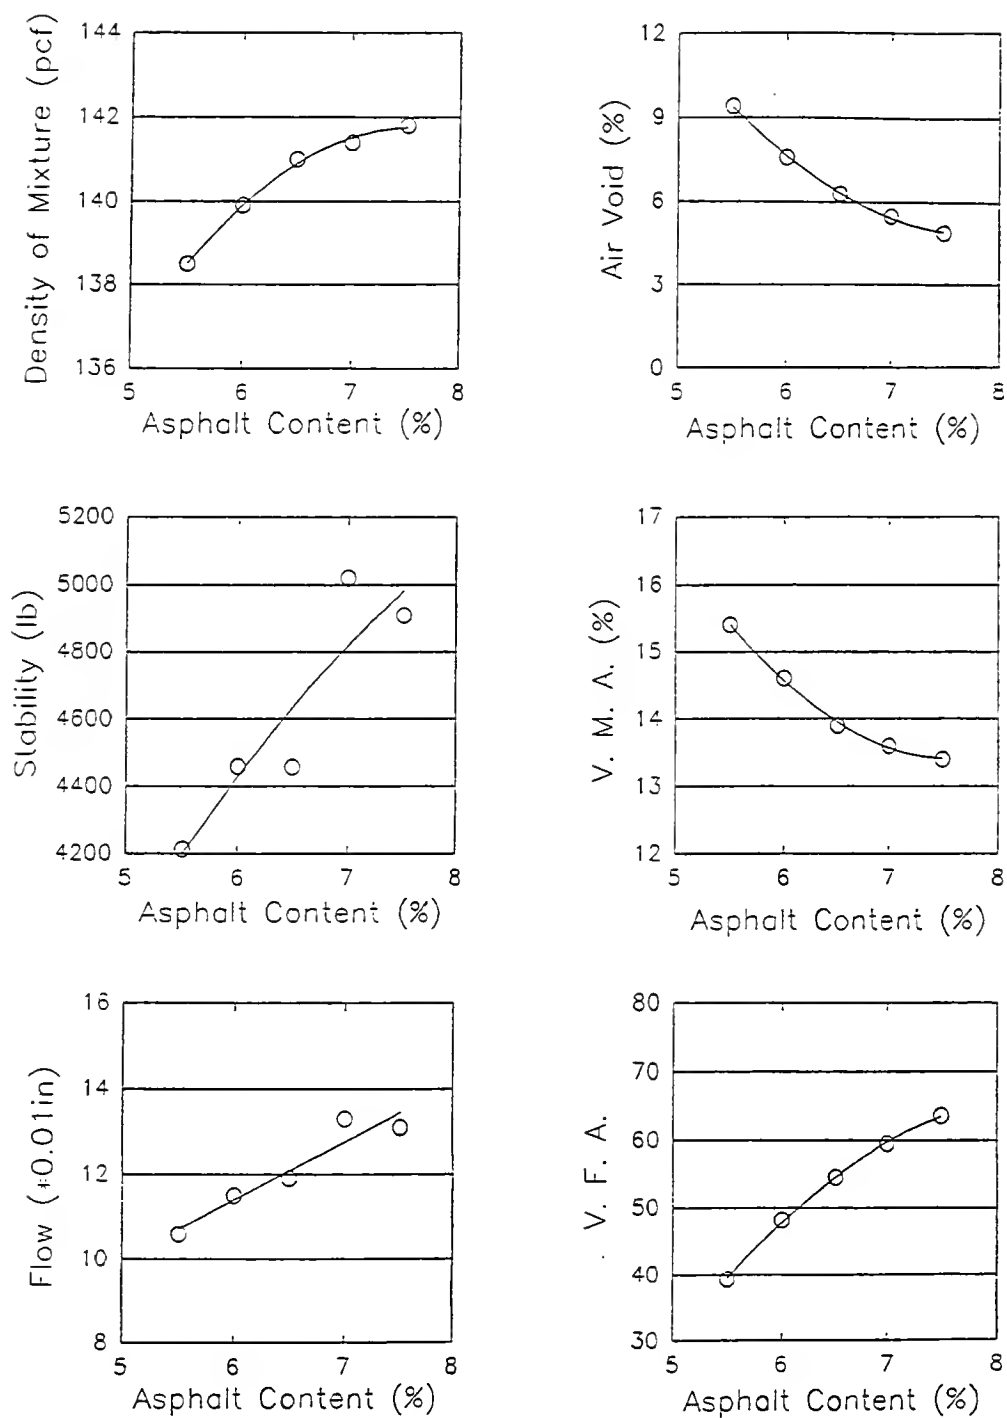 Density of Mixture (pcf)
144
142
140
138
136
5 6 7 8
Asphalt Content (%)
Air Void (%)
12
9
6
3
0
5 6 7 8
Asphalt Content (%)
Stability (lb)
5200
5000
4800
4600
4400
4200
5 6 7 8
Asphalt Content (%)
V. M. A. (%)
17
16
15
14
13
12
5 6 7 8
Asphalt Content (%)
Flow (*0.01in)
16
14
12
10
8
5 6 7 8
Asphalt Content (%)
V. F. A.
80
70
60
50
40
30
5 6 7 8
Asphalt Content (%)